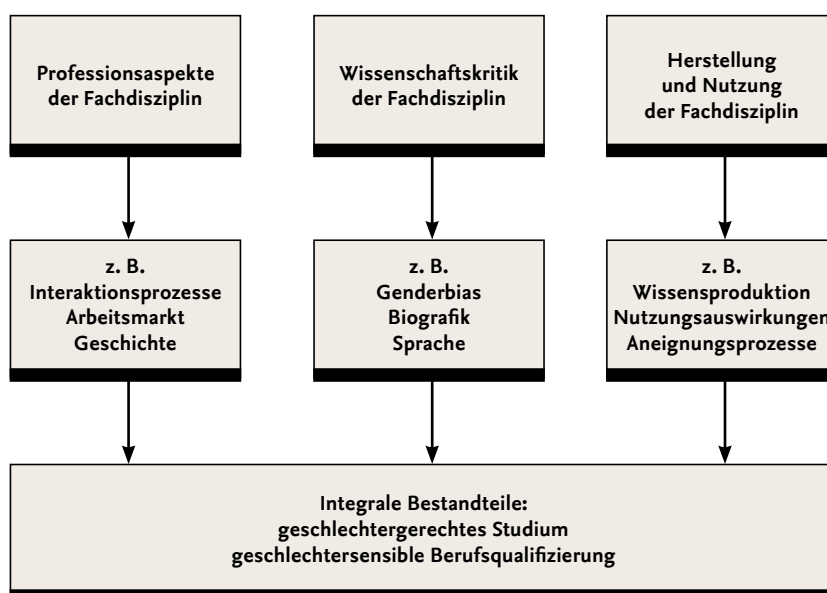 Professionsaspekte
der Fachdisziplin
Wissenschaftskritik
der Fachdisziplin
Herstellung
und Nutzung
der Fachdisziplin
z. B.
Interaktionsprozesse
Arbeitsmarkt
Geschichte
z. B.
Genderbias
Biografik
Sprache
z. B.
Wissensproduktion
Nutzungsauswirkungen
Aneignungsprozesse
Integrale Bestandteile:
geschlechtergerechtes Studium
geschlechtersensible Berufsqualifizierung